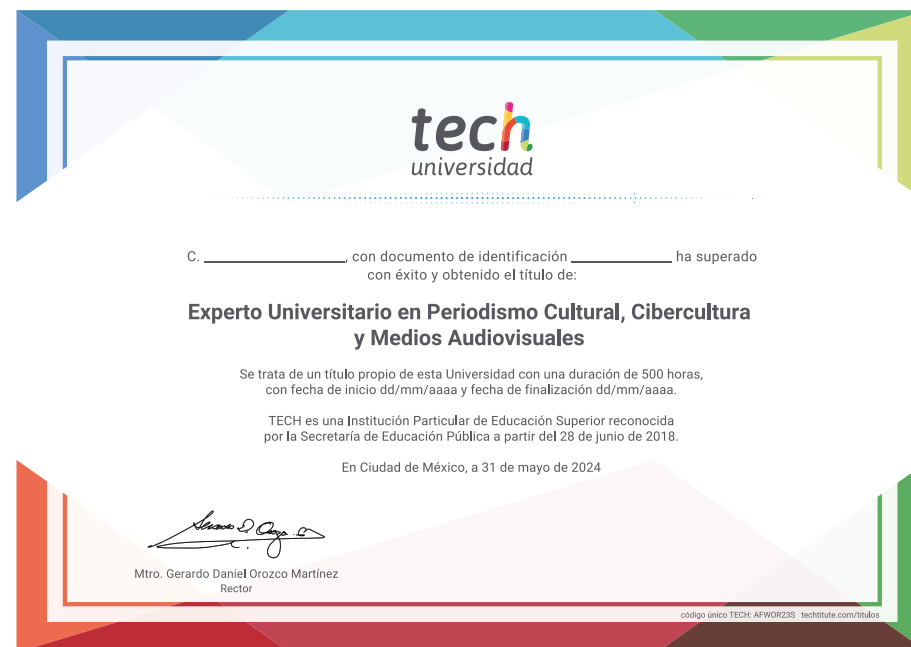 tech
universidad
C. ____________________, con documento de identificación ______________ ha superado
con éxito y obtenido el título de:
Experto Universitario en Periodismo Cultural, Cibercultura
y Medios Audiovisuales
Se trata de un título propio de esta Universidad con una duración de 500 horas,
con fecha de inicio dd/mm/aaaa y fecha de finalización dd/mm/aaaa.
TECH es una Institución Particular de Educación Superior reconocida
por la Secretaría de Educación Pública a partir del 28 de junio de 2018.
En Ciudad de México, a 31 de mayo de 2024
Mtro. Gerardo Daniel Orozco Martínez
Rector
código único TECH: AFWOR23S techtitute.com/titulos